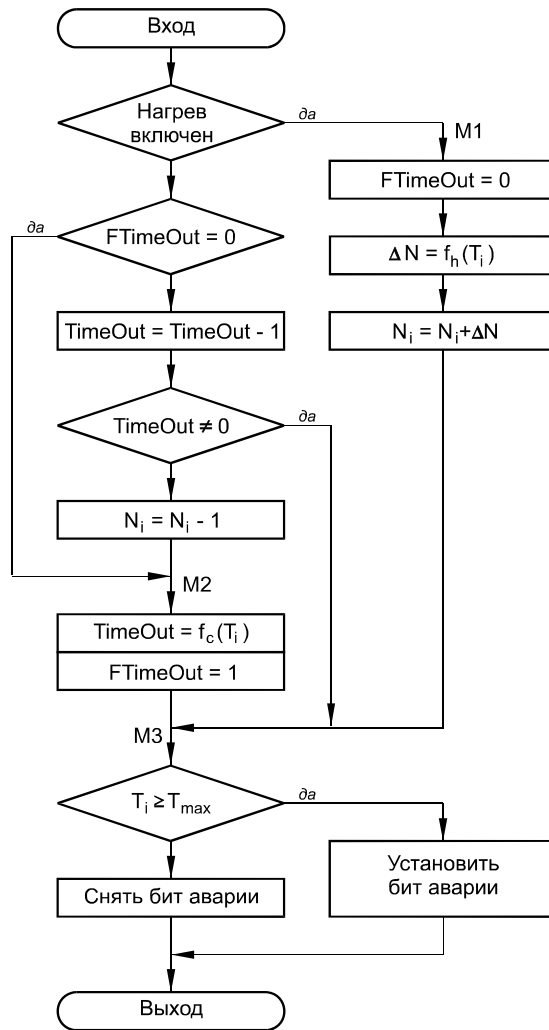 Вход
Нагрев
включен
да
M1
FTimeOut = 0
да
FTimeOut = 0
ΔN = f_h(T_i)
TimeOut = TimeOut - 1
N_i = N_i+ΔN
TimeOut ≠ 0
да
N_i = N_i - 1
M2
TimeOut = f_c(T_i)
FTimeOut = 1
M3
T_i ≥ T_max
да
Снять бит аварии
Установить
бит аварии
Выход